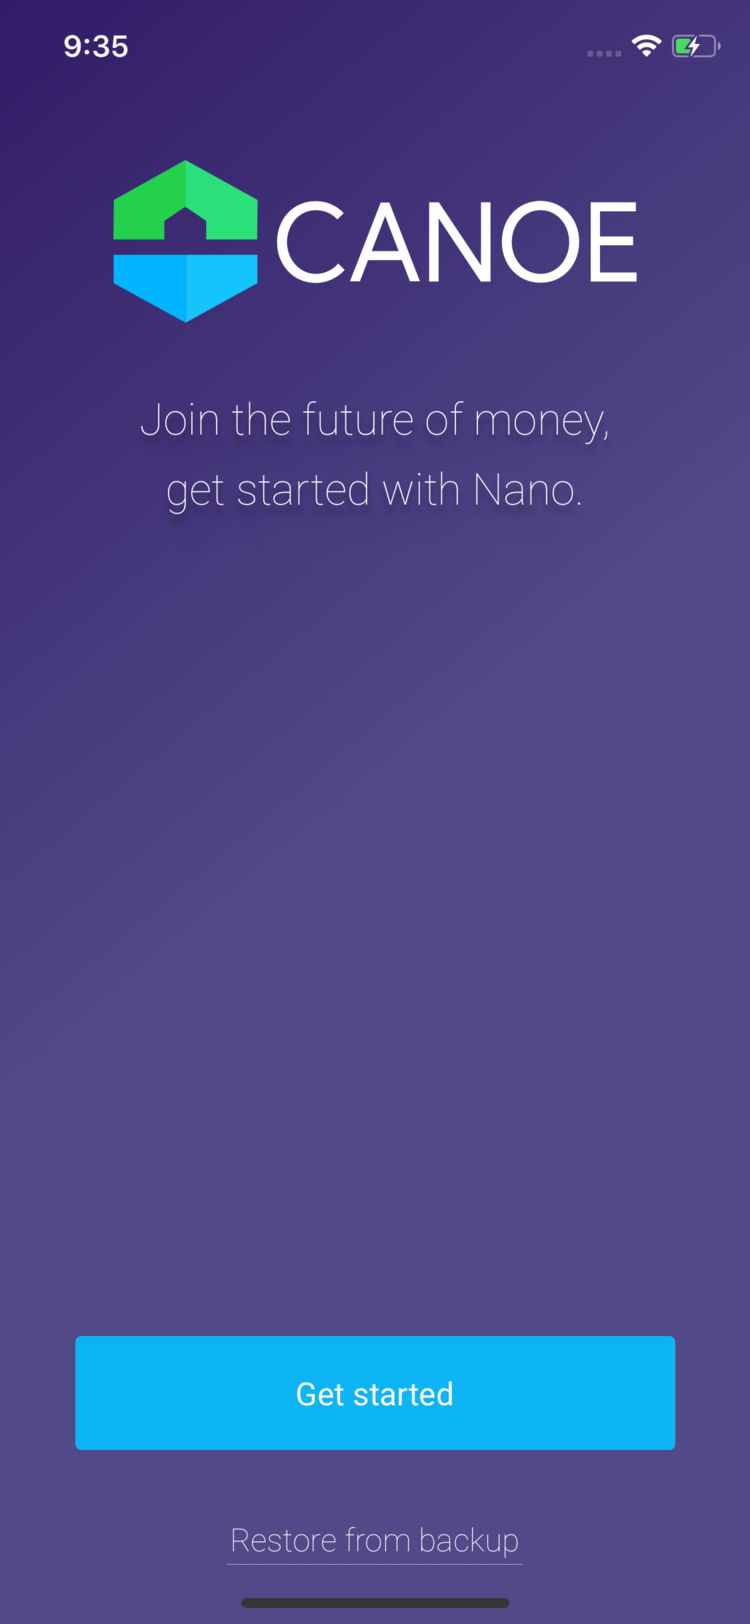 9:35
CANOE
Join the future of money,
get started with Nano.
Get started
Restore from backup